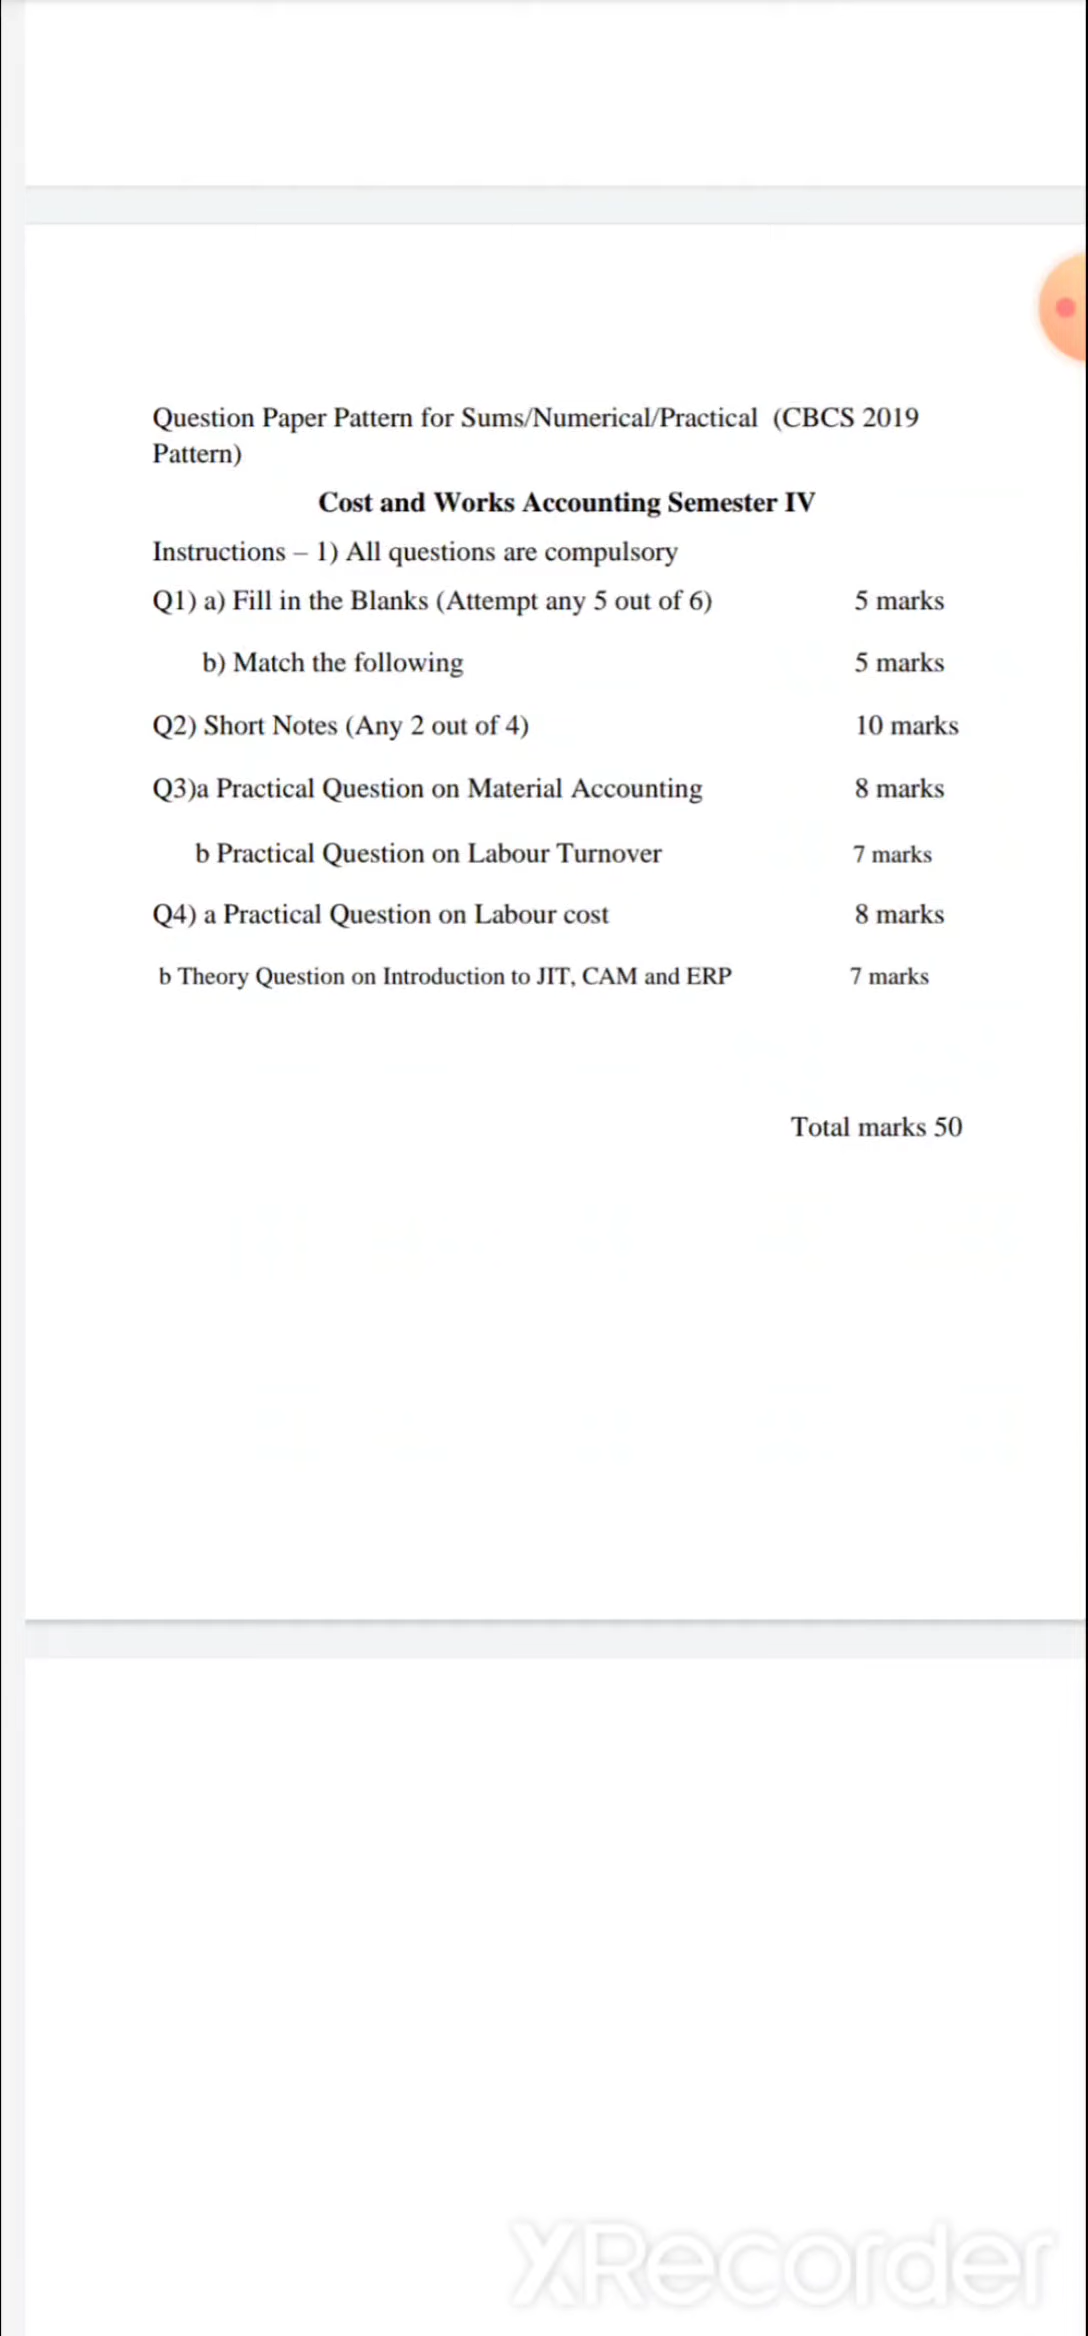 Question Paper Pattern for Sums/Numerical/Practical (CBCS 2019
Pattern)
Cost and Works Accounting Semester IV
Instructions – 1) All questions are compulsory
Q1) a) Fill in the Blanks (Attempt any 5 out of 6) 5 marks
b) Match the following 5 marks
Q2) Short Notes (Any 2 out of 4) 10 marks
Q3)a Practical Question on Material Accounting 8 marks
b Practical Question on Labour Turnover 7 marks
Q4) a Practical Question on Labour cost 8 marks
b Theory Question on Introduction to JIT, CAM and ERP 7 marks
Total marks 50
XRecorder